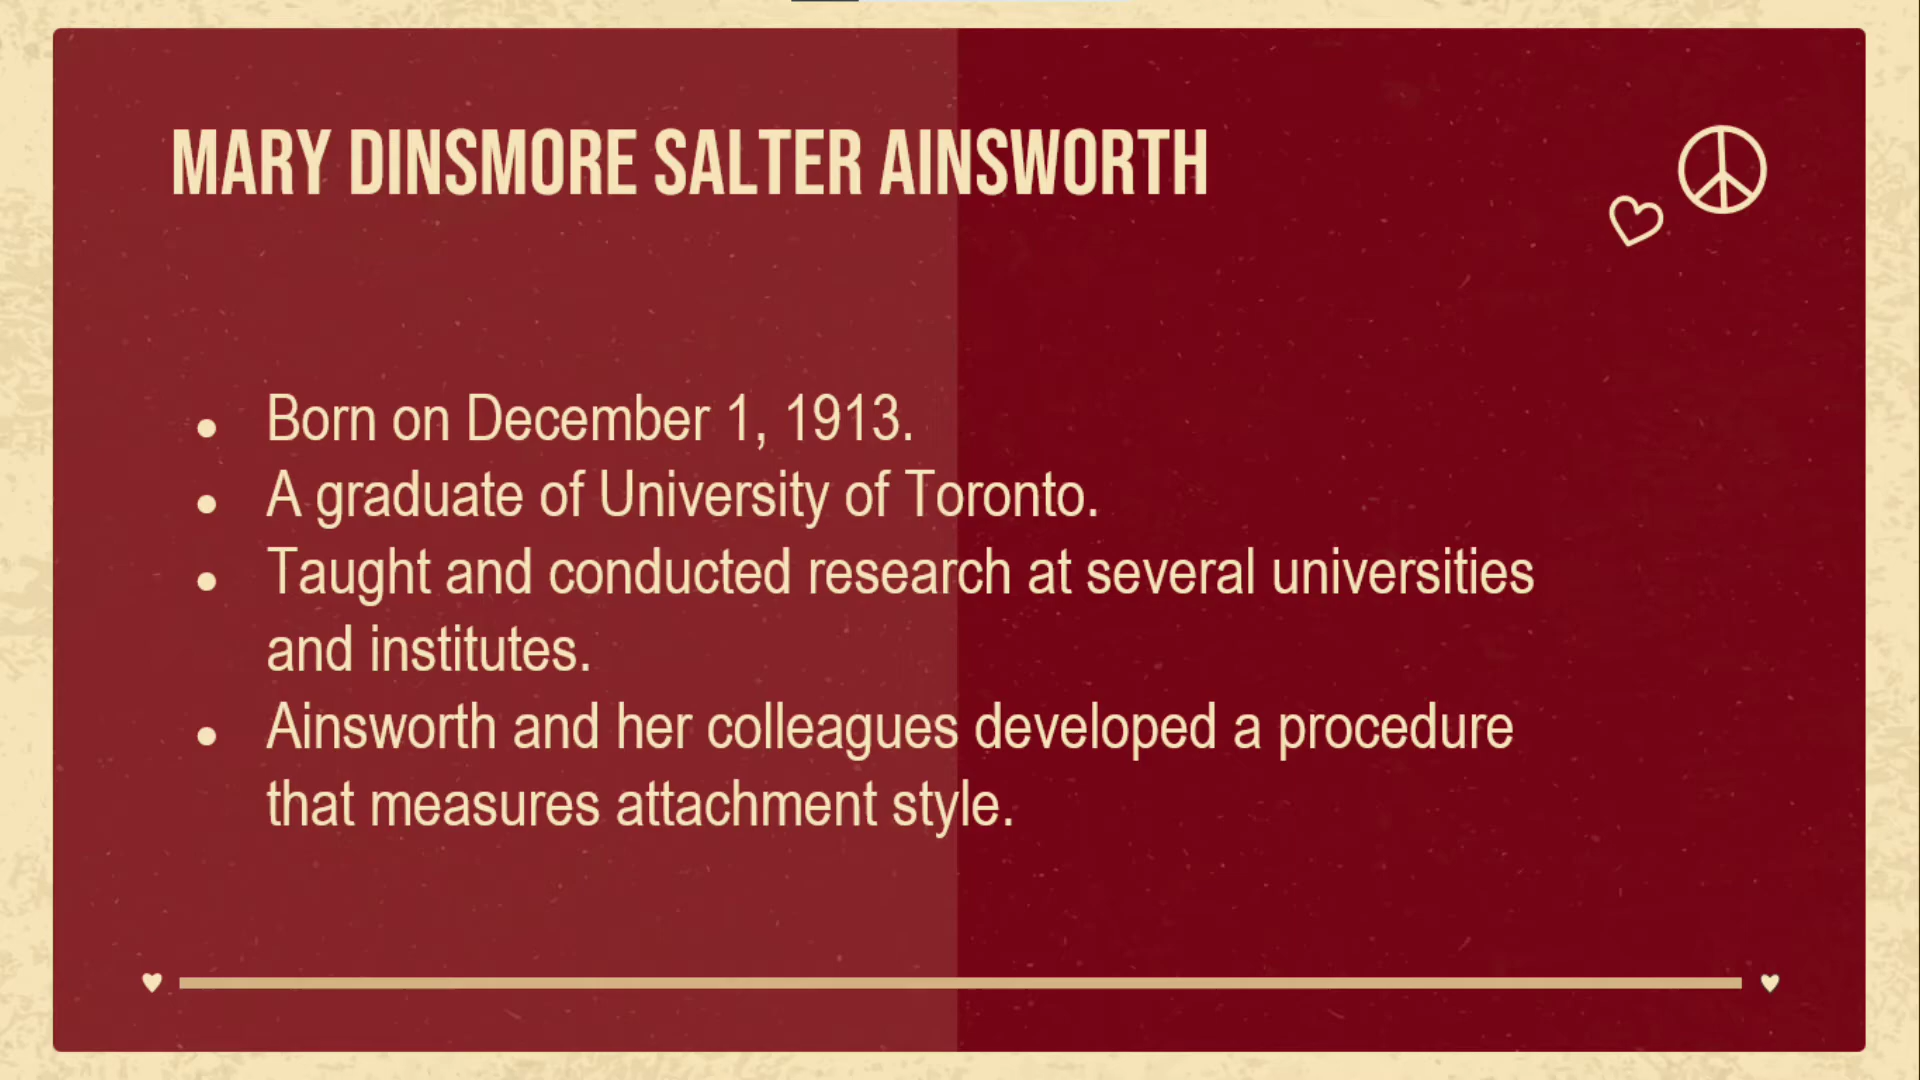 MARY DINSMORE SALTER AINSWORTH
• Born on December 1, 1913.
• A graduate of University of Toronto.
• Taught and conducted research at several universities
and institutes.
• Ainsworth and her colleagues developed a procedure
that measures attachment style.